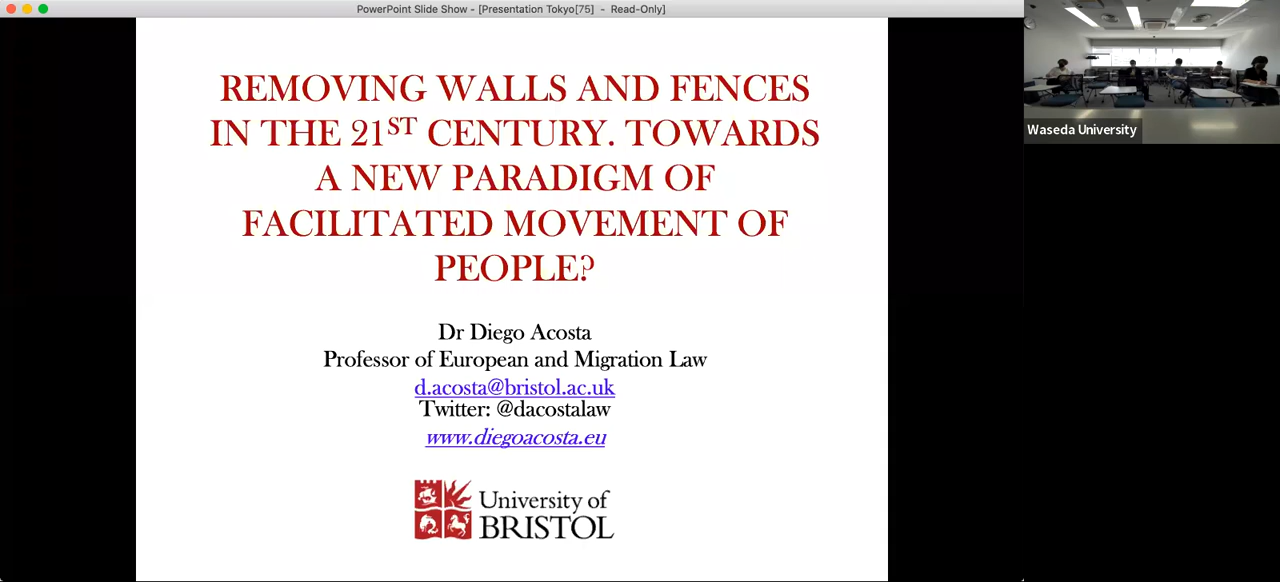 PowerPoint Slide Show - [Presentation Tokyo[75] - Read-Only]
REMOVING WALLS AND FENCES
IN THE 21ST CENTURY. TOWARDS
A NEW PARADIGM OF
FACILITATED MOVEMENT OF
PEOPLE?
Dr Diego Acosta
Professor of European and Migration Law
d.acosta@bristol.ac.uk
Twitter: @dacostalaw
www.diegoacosta.eu
University of
BRISTOL
Waseda University